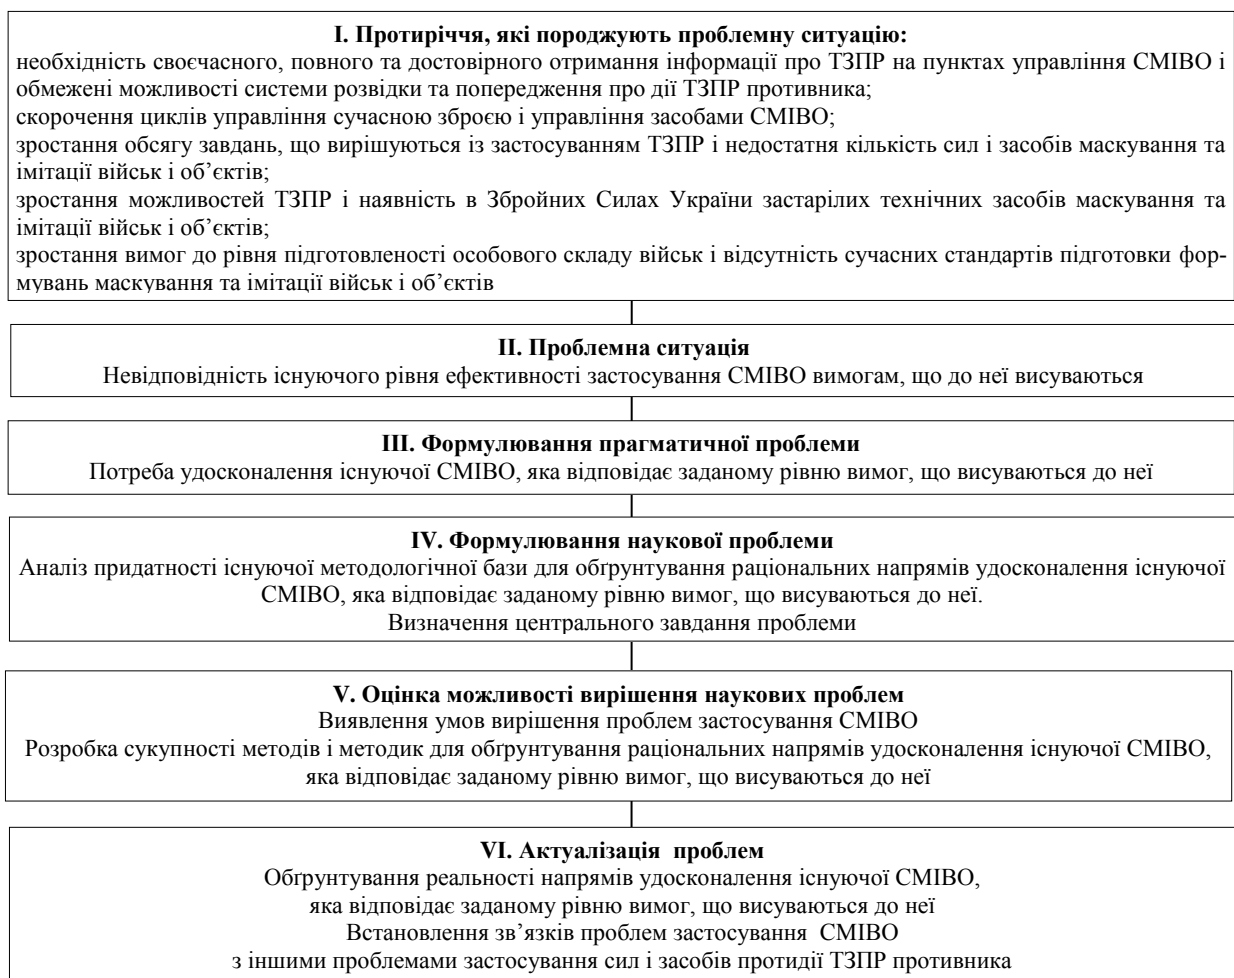 І. Протиріччя, які породжують проблемну ситуацію:
необхідність своєчасного, повного та достовірного отримання інформації про ТЗПР на пунктах управління СМІВО і
обмежені можливості системи розвідки та попередження про дії ТЗПР противника;
скорочення циклів управління сучасною зброєю і управління засобами СМІВО;
зростання обсягу завдань, що вирішуються із застосуванням ТЗПР і недостатня кількість сил і засобів маскування та
імітації військ і об’єктів;
зростання можливостей ТЗПР і наявність в Збройних Силах України застарілих технічних засобів маскування та
імітації військ і об’єктів;
зростання вимог до рівня підготовленості особового складу військ і відсутність сучасних стандартів підготовки фор-
мувань маскування та імітації військ і об’єктів
ІІ. Проблемна ситуація
Невідповідність існуючого рівня ефективності застосування СМІВО вимогам, що до неї висуваються
ІІІ. Формулювання прагматичної проблеми
Потреба удосконалення існуючої СМІВО, яка відповідає заданому рівню вимог, що висуваються до неї
IV. Формулювання наукової проблеми
Аналіз придатності існуючої методологічної бази для обґрунтування раціональних напрямів удосконалення існуючої
СМІВО, яка відповідає заданому рівню вимог, що висуваються до неї.
Визначення центрального завдання проблеми
V. Оцінка можливості вирішення наукових проблем
Виявлення умов вирішення проблем застосування СМІВО
Розробка сукупності методів і методик для обґрунтування раціональних напрямів удосконалення існуючої СМІВО,
яка відповідає заданому рівню вимог, що висуваються до неї
VI. Актуалізація проблем
Обґрунтування реальності напрямів удосконалення існуючої СМІВО,
яка відповідає заданому рівню вимог, що висуваються до неї
Встановлення зв’язків проблем застосування СМІВО
з іншими проблемами застосування сил і засобів протидії ТЗПР противника